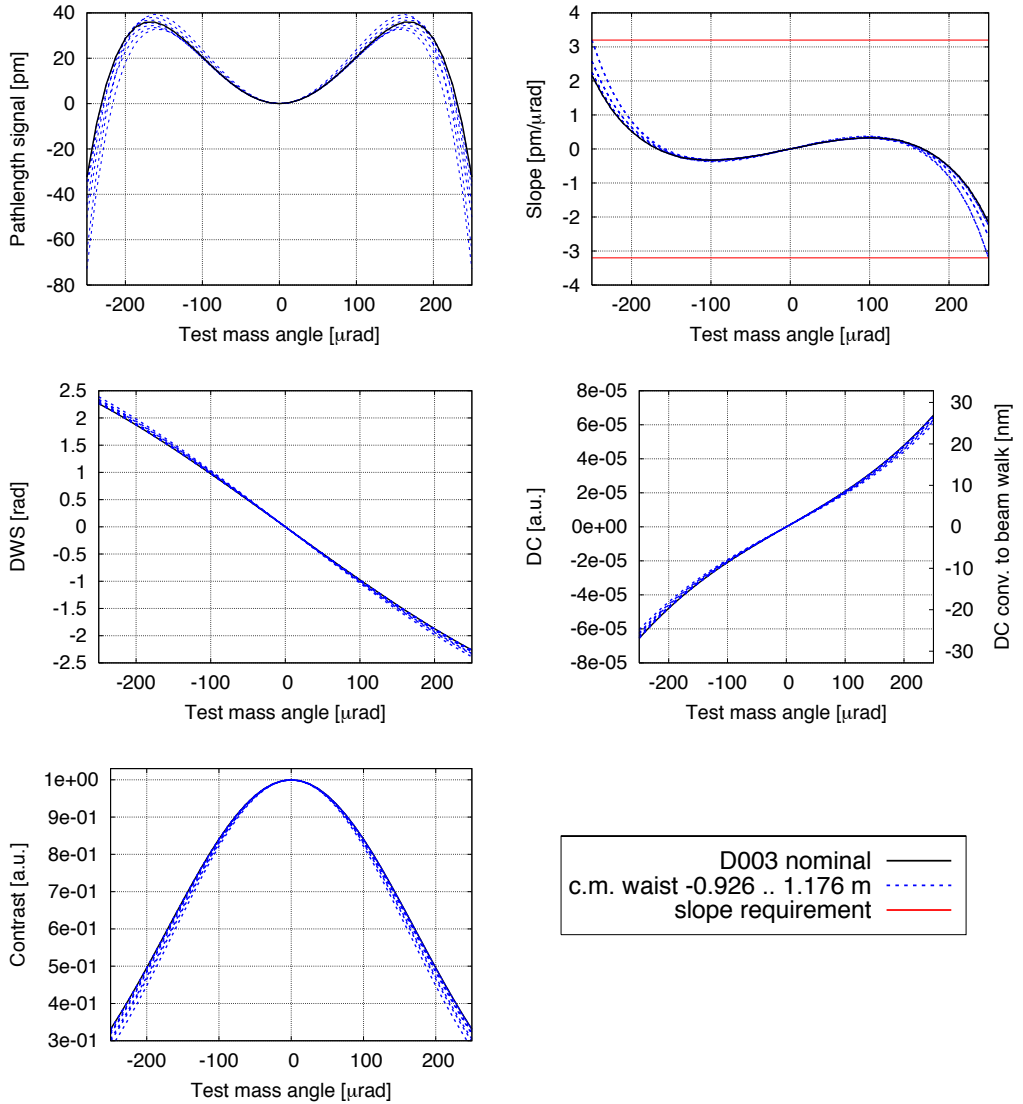 Pathlength signal [pm]
40
20
0
-20
-40
-60
-80
-200 -100 0 100 200
Test mass angle [µrad]
Slope [pm/µrad]
4
3
2
1
0
-1
-2
-3
-4
-200 -100 0 100 200
Test mass angle [µrad]
DWS [rad]
2.5
2
1.5
1
0.5
0
-0.5
-1
-1.5
-2
-2.5
-200 -100 0 100 200
Test mass angle [µrad]
DC [a.u.]
8e-05
6e-05
4e-05
2e-05
0e+00
-2e-05
-4e-05
-6e-05
-8e-05
-200 -100 0 100 200
Test mass angle [µrad]
30
20
10
0
-10
-20
-30
DC conv. to beam walk [nm]
Contrast [a.u.]
1e+00
9e-01
8e-01
7e-01
6e-01
5e-01
4e-01
3e-01
-200 -100 0 100 200
Test mass angle [µrad]
D003 nominal
c.m. waist -0.926 .. 1.176 m
slope requirement